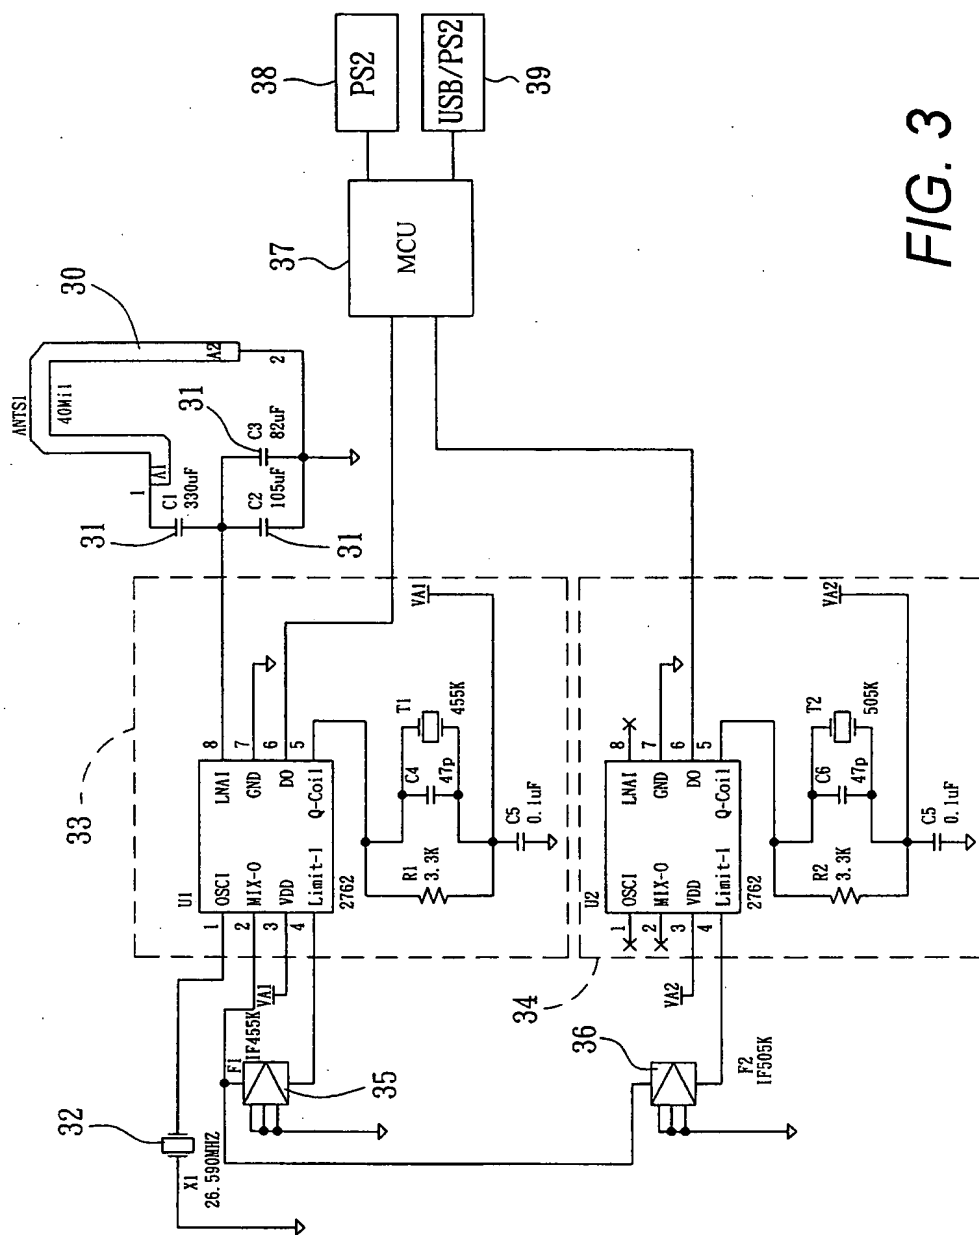 32
X1
26.590MHZ
F1
IF455K
35
36
F2
IF505K
33
U1
1
OSCI
LNAI
8
2
MIX-O
GND
7
3
VDD
DO
6
4
Limit-1
Q-Coil
5
2762
VA1
R1
3.3K
C4
47p
T1
455K
C5
0.1uF
VA1
34
U2
1
OSCI
LNAI
8
2
MIX-O
GND
7
3
VDD
DO
6
4
Limit-1
Q-Coil
5
2762
VA2
R2
3.3K
C6
47p
T2
505K
C5
0.1uF
VA2
ANTS1
40Mil
30
1
A1
A2
2
31
C1
330uF
31
C2
105uF
31
C3
82uF
37
MCU
38
PS2
USB/PS2
39
FIG. 3